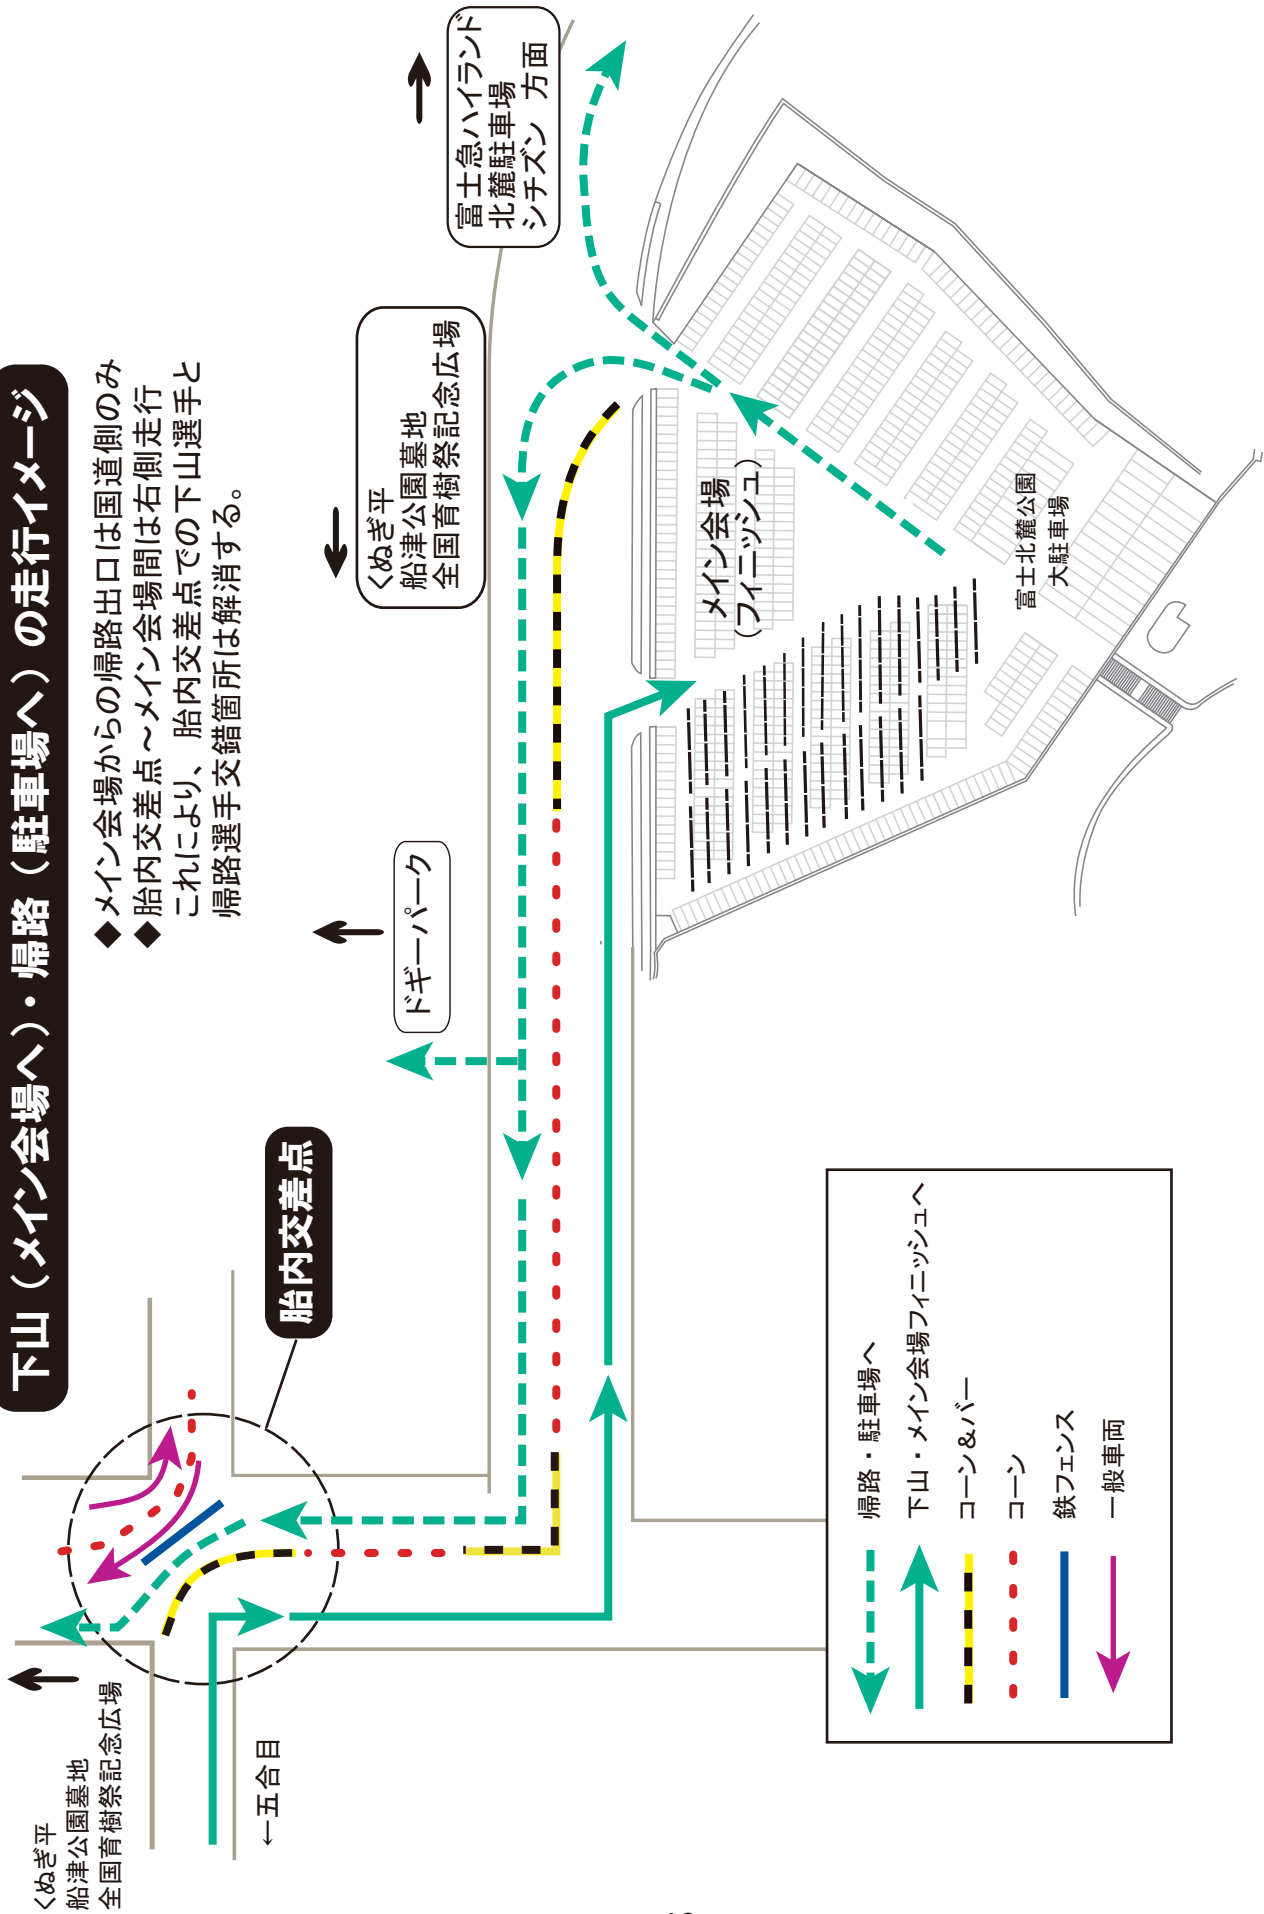 下山（メイン会場へ）・帰路（駐車場へ）の走行イメージ
◆メイン会場からの帰路出口は国道側のみ
◆胎内交差点～メイン会場間は右側走行
これにより、胎内交差点での下山選手と
帰路選手交錯箇所は解消する。
くぬぎ平
船津公園墓地
全国育樹祭記念広場
←五合目
胎内交差点
ドギーパーク
くぬぎ平
船津公園墓地
全国育樹祭記念広場
富士急ハイランド
北麓駐車場
シチズン 方面
メイン会場
（フィニッシュ）
富士北麓公園
大駐車場
帰路・駐車場へ
下山・メイン会場フィニッシュへ
コーン＆バー
コーン
鉄フェンス
一般車両